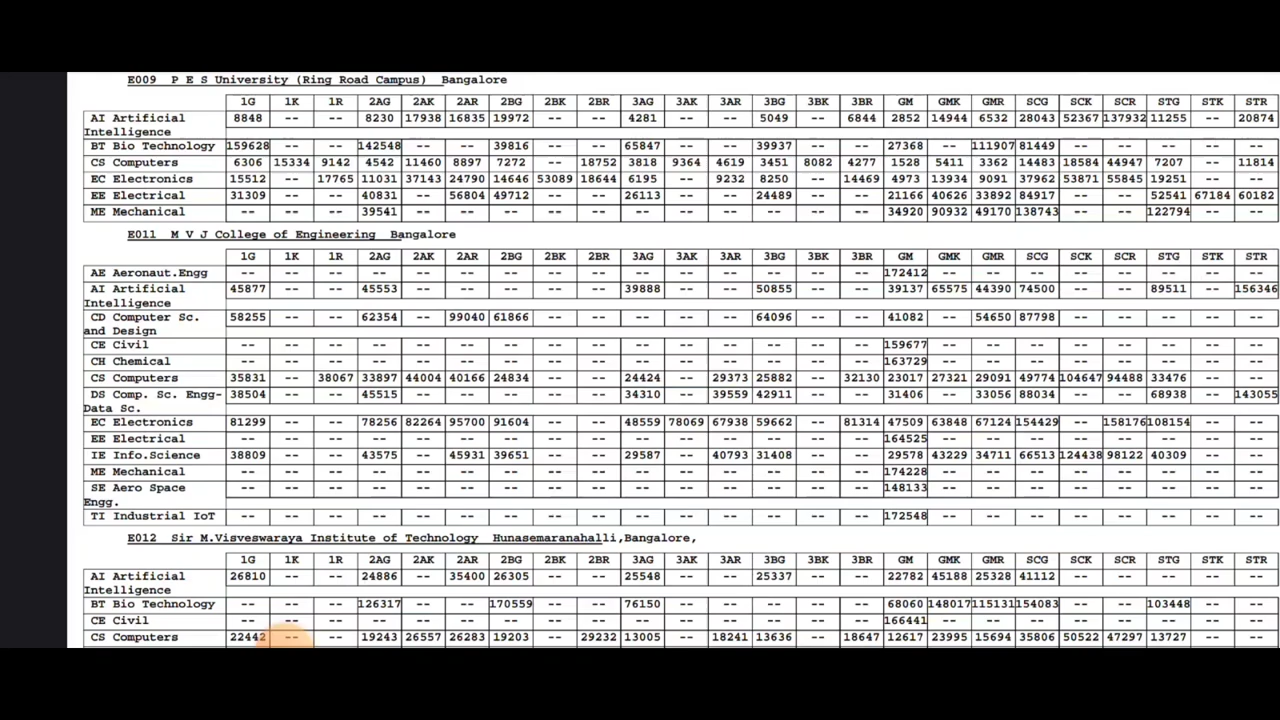 E009 P E S University (Ring Road Campus) Bangalore
1G 1K 1R 2AG 2AK 2AR 2BG 2BK 2BR 3AG 3AK 3AR 3BG 3BK 3BR GM GMK GMR SCG SCK SCR STG STK STR
AI Artificial Intelligence 8848 -- -- 8230 17938 16835 19972 -- -- 4281 -- -- 5049 -- 6844 2852 14944 6532 28043 52367 137932 11255 -- 20874
BT Bio Technology 159628 -- -- 142548 -- -- 39816 -- -- 65847 -- -- 39937 -- -- 27368 -- 111907 81449 -- -- -- -- --
CS Computers 6306 15334 9142 4542 11460 8897 7272 -- 18752 3818 9364 4619 3451 8082 4277 1528 5411 3362 14483 18584 44947 7207 -- 11814
EC Electronics 15512 -- 17765 11031 37143 24790 14646 53089 18644 6195 -- 9232 8250 -- 14469 4973 13934 9091 37962 53871 55845 19251 -- --
EE Electrical 31309 -- -- 40831 -- 56804 49712 -- -- 26113 -- -- 24489 -- -- 21166 40626 33892 84917 -- -- 52541 67184 60182
ME Mechanical -- -- -- 39541 -- -- -- -- -- -- -- -- -- -- -- 34920 90932 49170 138743 -- -- 122794 -- --
E011 M V J College of Engineering Bangalore
1G 1K 1R 2AG 2AK 2AR 2BG 2BK 2BR 3AG 3AK 3AR 3BG 3BK 3BR GM GMK GMR SCG SCK SCR STG STK STR
AE Aeronaut.Engg -- -- -- -- -- -- -- -- -- -- -- -- -- -- -- 172412 -- -- -- -- -- -- -- --
AI Artificial Intelligence 45877 -- -- 45553 -- -- -- -- -- 39888 -- -- 50855 -- -- 39137 65575 44390 74500 -- -- 89511 -- 156346
CD Computer Sc. and Design 58255 -- -- 62354 -- 99040 61866 -- -- -- -- -- 64096 -- -- 41082 -- 54650 87798 -- -- -- -- --
CE Civil -- -- -- -- -- -- -- -- -- -- -- -- -- -- -- 159677 -- -- -- -- -- -- -- --
CH Chemical -- -- -- -- -- -- -- -- -- -- -- -- -- -- -- 163729 -- -- -- -- -- -- -- --
CS Computers 35831 -- 38067 33897 44004 40166 24834 -- -- 24424 -- 29373 25882 -- 32130 23017 27321 29091 49774 104647 94488 33476 -- --
DS Comp. Sc. Engg-Data Sc. 38504 -- -- 45515 -- -- -- -- -- 34310 -- 39559 42911 -- -- 31406 -- 33056 88034 -- -- 68938 -- 143055
EC Electronics 81299 -- -- 78256 82264 95700 91604 -- -- 48559 78069 67938 59662 -- 81314 47509 63848 67124 154429 -- 158176 108154 -- --
EE Electrical -- -- -- -- -- -- -- -- -- -- -- -- -- -- -- 164525 -- -- -- -- -- -- -- --
IE Info.Science 38809 -- -- 43575 -- 45931 39651 -- -- 29587 -- 40793 31408 -- -- 29578 43229 34711 66513 124438 98122 40309 -- --
ME Mechanical -- -- -- -- -- -- -- -- -- -- -- -- -- -- -- 174228 -- -- -- -- -- -- -- --
SE Aero Space Engg. -- -- -- -- -- -- -- -- -- -- -- -- -- -- -- 148133 -- -- -- -- -- -- -- --
TI Industrial IoT -- -- -- -- -- -- -- -- -- -- -- -- -- -- -- 172548 -- -- -- -- -- -- -- --
E012 Sir M.Visveswaraya Institute of Technology Hunasemaranahalli,Bangalore,
1G 1K 1R 2AG 2AK 2AR 2BG 2BK 2BR 3AG 3AK 3AR 3BG 3BK 3BR GM GMK GMR SCG SCK SCR STG STK STR
AI Artificial Intelligence 26810 -- -- 24886 -- 35400 26305 -- -- 25548 -- -- 25337 -- -- 22782 45188 25328 41112 -- -- -- -- --
BT Bio Technology -- -- -- 126317 -- -- 170559 -- -- 76150 -- -- -- -- -- 68060 148017 115131 154083 -- -- 103448 -- --
CE Civil -- -- -- -- -- -- -- -- -- -- -- -- -- -- -- 166441 -- -- -- -- -- -- -- --
CS Computers 22442 -- -- 19243 26557 26283 19203 -- 29232 13005 -- 18241 13636 -- 18647 12617 23995 15694 35806 50522 47297 13727 -- --